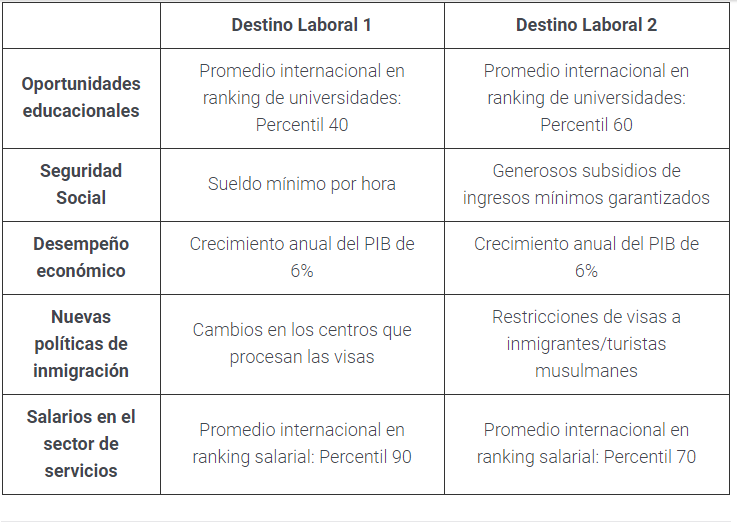 Destino Laboral 1
Destino Laboral 2
Oportunidades
educacionales
Promedio internacional en
ranking de universidades:
Percentil 40
Promedio internacional en
ranking de universidades:
Percentil 60
Seguridad
Social
Sueldo mínimo por hora
Generosos subsidios de
ingresos mínimos garantizados
Desempeño
económico
Crecimiento anual del PIB de
6%
Crecimiento anual del PIB de
6%
Nuevas
políticas de
inmigración
Cambios en los centros que
procesan las visas
Restricciones de visas a
inmigrantes/turistas
musulmanes
Salarios en el
sector de
servicios
Promedio internacional en
ranking salarial: Percentil 90
Promedio internacional en
ranking salarial: Percentil 70